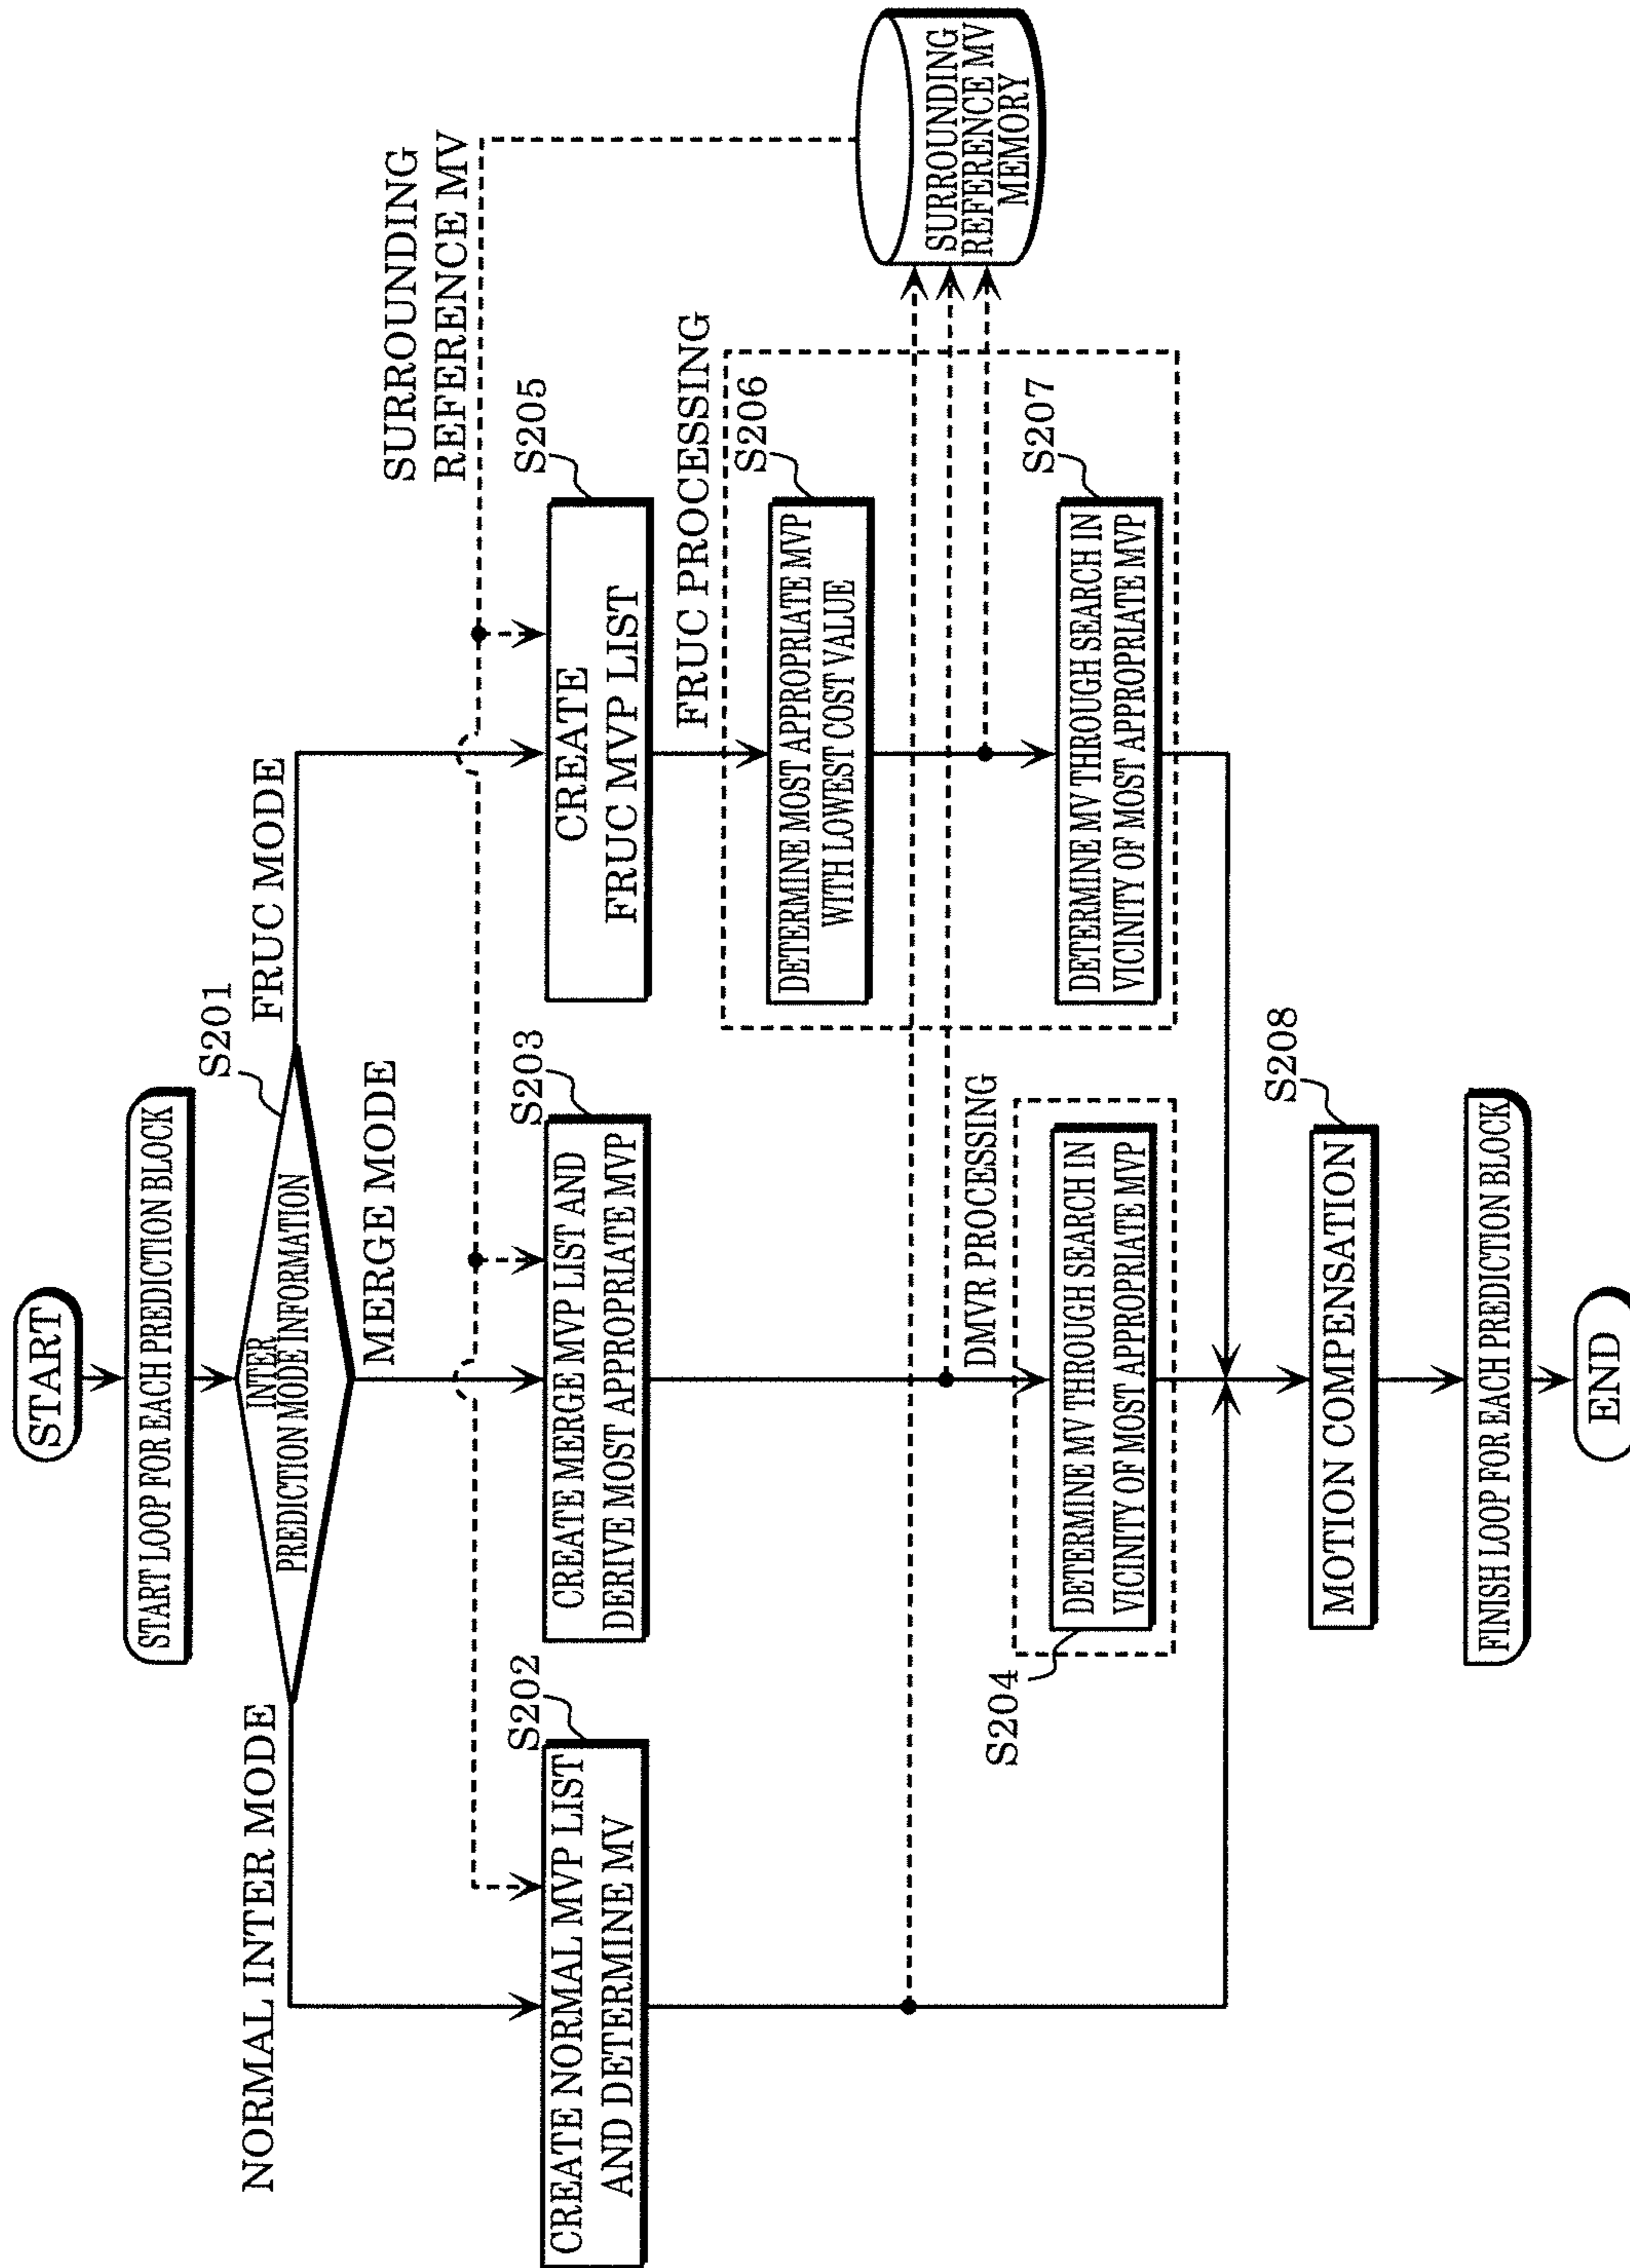 START
START LOOP FOR EACH PREDICTION BLOCK
S201
INTER
PREDICTION MODE INFORMATION
NORMAL INTER MODE
MERGE MODE
FRUC MODE
SURROUNDING
REFERENCE MV
S202
CREATE NORMAL MVP LIST
AND DETERMINE MV
S203
CREATE MERGE MVP LIST AND
DERIVE MOST APPROPRIATE MVP
S205
CREATE
FRUC MVP LIST
FRUC PROCESSING
S206
DETERMINE MOST APPROPRIATE MVP
WITH LOWEST COST VALUE
SURROUNDING
REFERENCE MV
MEMORY
DMVR PROCESSING
S204
DETERMINE MV THROUGH SEARCH IN
VICINITY OF MOST APPROPRIATE MVP
S207
DETERMINE MV THROUGH SEARCH IN
VICINITY OF MOST APPROPRIATE MVP
S208
MOTION COMPENSATION
FINISH LOOP FOR EACH PREDICTION BLOCK
END